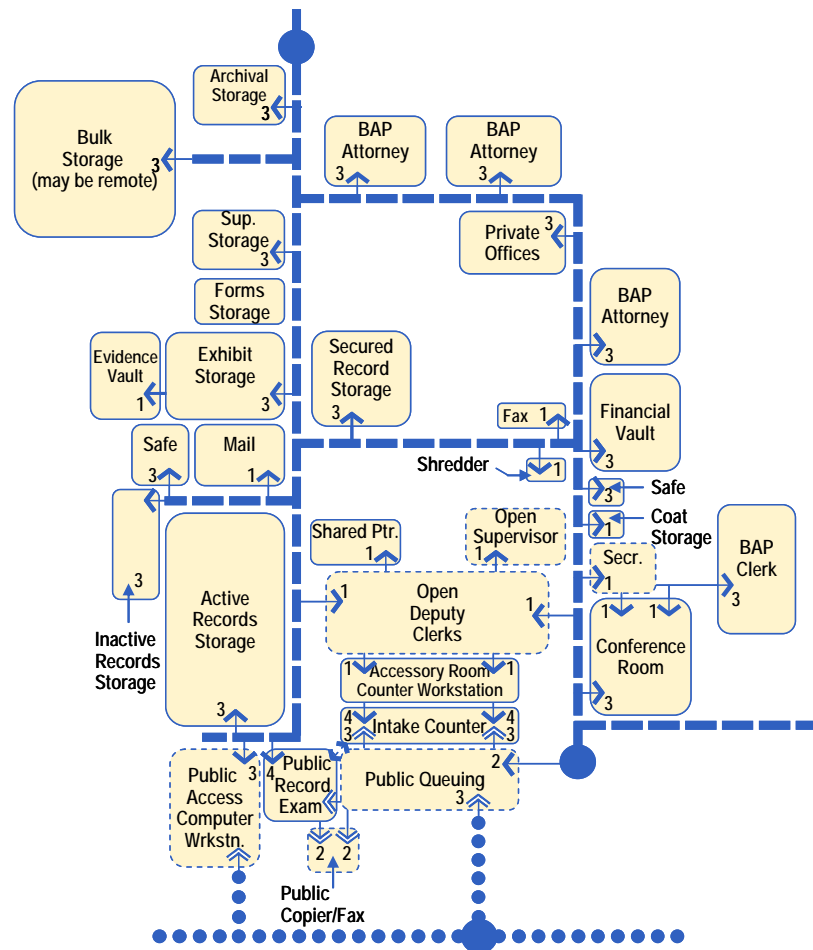 Archival
Storage
3
Bulk
Storage
(may be remote)
3
BAP
Attorney
3
BAP
Attorney
3
Sup.
Storage
3
Private
Offices
3
Forms
Storage
BAP
Attorney
3
Evidence
Vault
1
Exhibit
Storage
3
Secured
Record
Storage
3
Fax
1
Financial
Vault
3
Safe
3
Mail
1
Shredder
1
Safe
3
Coat
Storage
1
3
Inactive
Records
Storage
Active
Records
Storage
3
Shared Ptr.
1
Open
Supervisor
1
Secr.
1
BAP
Clerk
3
1
Open
Deputy
Clerks
1
1
1
Conference
Room
3
1
Accessory Room
Counter Workstation
1
4
3
Intake Counter
4
3
Public
Access
Computer
Wrkstn.
3
4
Public
Record
Exam
Public Queuing
2
3
2
2
Public
Copier/Fax